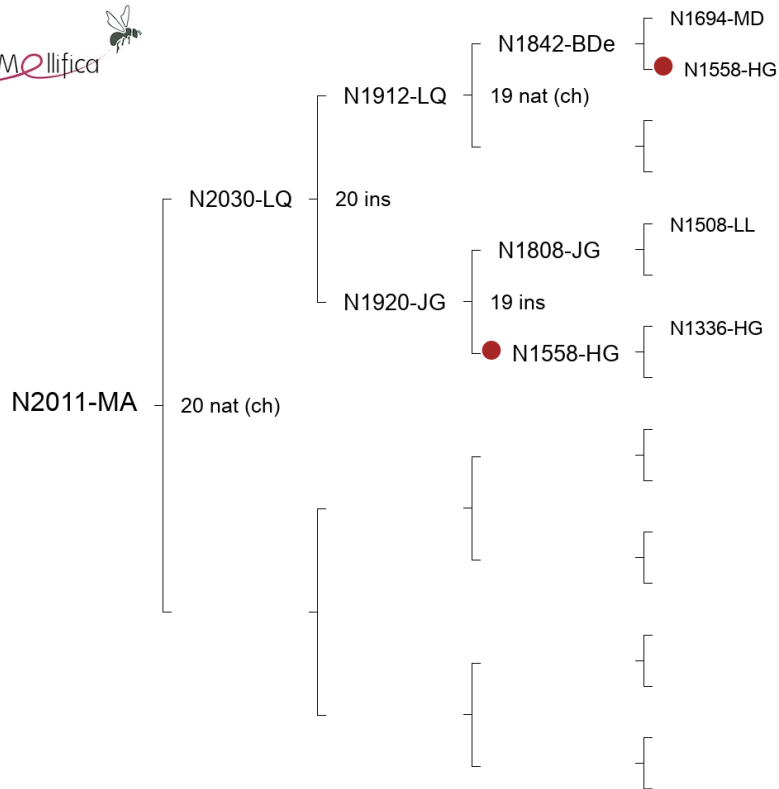 Mellifica
N1694-MD
N1842-BDe
N1558-HG
N1912-LQ
19 nat (ch)
N2030-LQ
20 ins
N1508-LL
N1808-JG
N1920-JG
19 ins
N1336-HG
N1558-HG
N2011-MA
20 nat (ch)